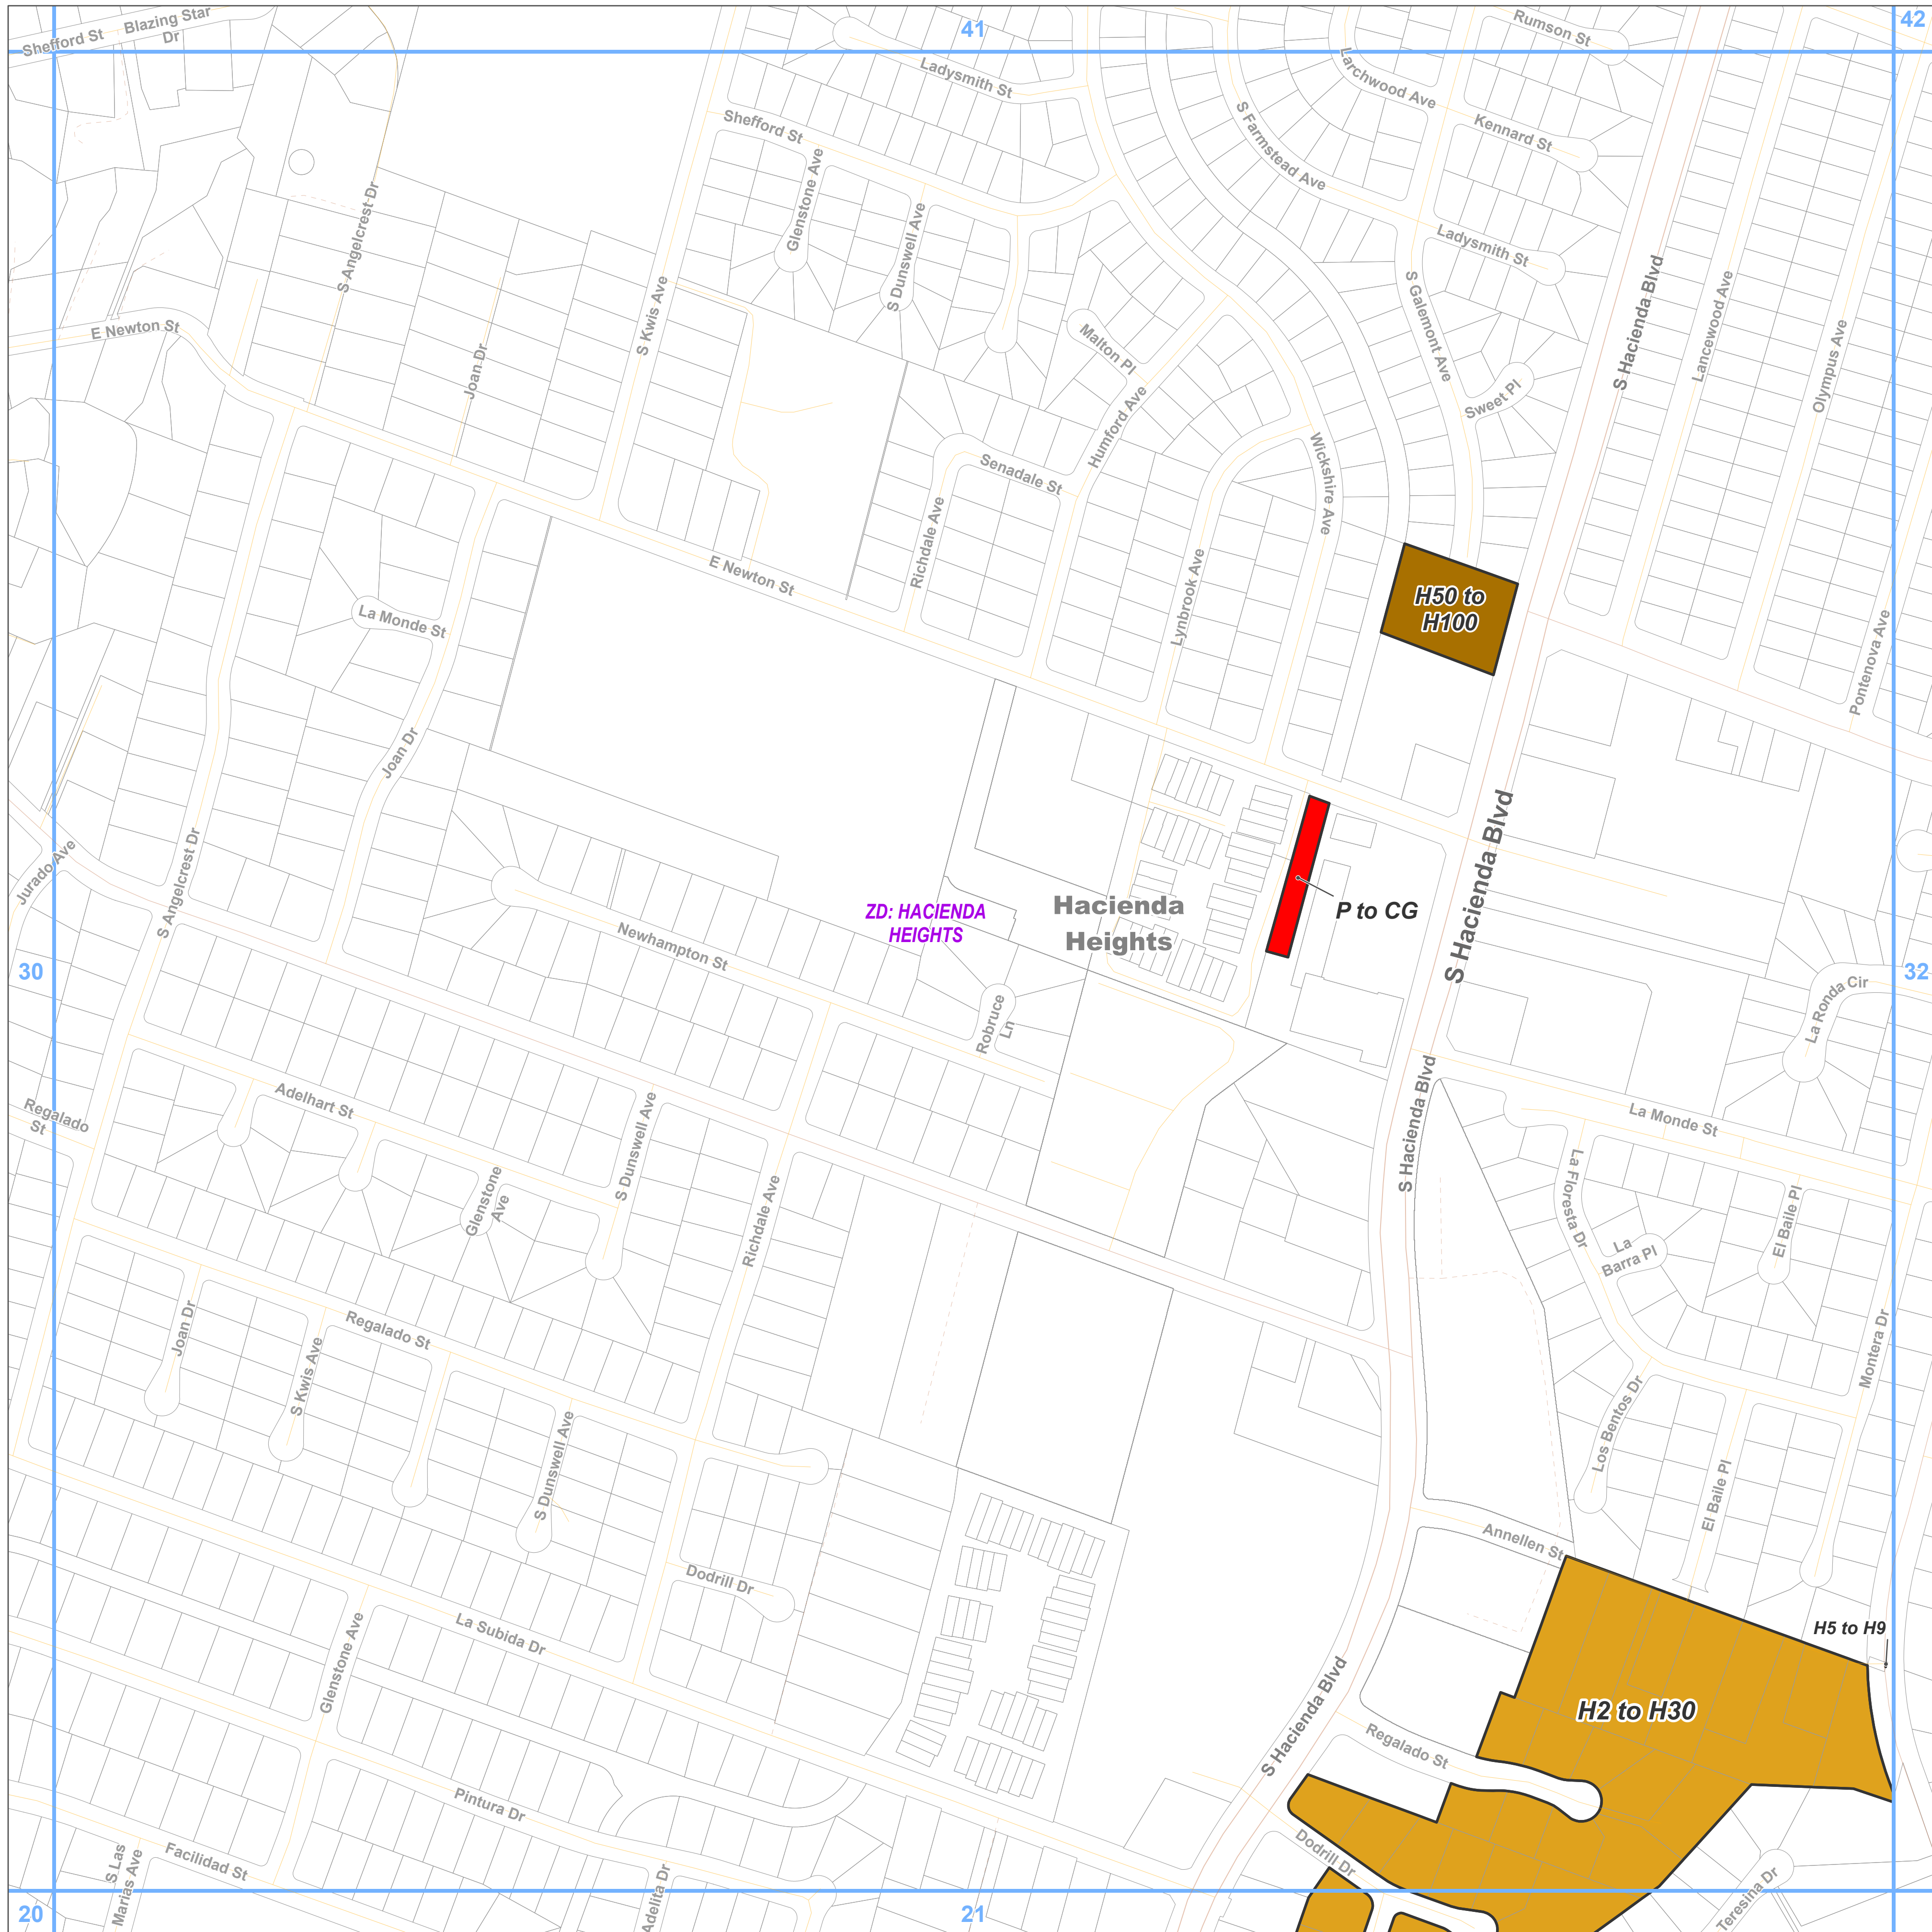 41
42
Shefford St
Blazing Star
Dr
Ladysmith St
Rumson St
Larchwood Ave
Kennard St
Shefford St
S Farmstead Ave
Glenstone Ave
S Angelcrest Dr
S Dunswell Ave
Ladysmith St
S Hacienda Blvd
Lancewood Ave
Olympus Ave
E Newton St
Joan Dr
S Kwis Ave
Malton Pl
S Galemont Ave
Sweet Pl
Humford Ave
Senadale St
Wickshire Ave
Richdale Ave
E Newton St
Lynbrook Ave
H50 to
H100
La Monde St
Pontenova Ave
Joan Dr
Jurado Ave
S Angelcrest Dr
S Hacienda Blvd
ZD: HACIENDA
HEIGHTS
Hacienda
Heights
P to CG
Newhampton St
30
32
Robruce
Ln
La Ronda Cir
Regalado
St
Adelhart St
S Hacienda Blvd
La Monde St
S Dunswell Ave
Glenstone
Ave
Richdale Ave
La Floresta Dr
La
Barra Pl
El Baile Pl
Joan Dr
S Kwis Ave
Regalado St
Montera Dr
S Dunswell Ave
Los Bentos Dr
El Baile Pl
Annellen St
Dodrill Dr
La Subida Dr
Glenstone Ave
H5 to H9
S Hacienda Blvd
H2 to H30
Regalado St
Pintura Dr
Dodrill Dr
Facilidad St
S Las
Marias Ave
Adelita Dr
Teresina Dr
20
21